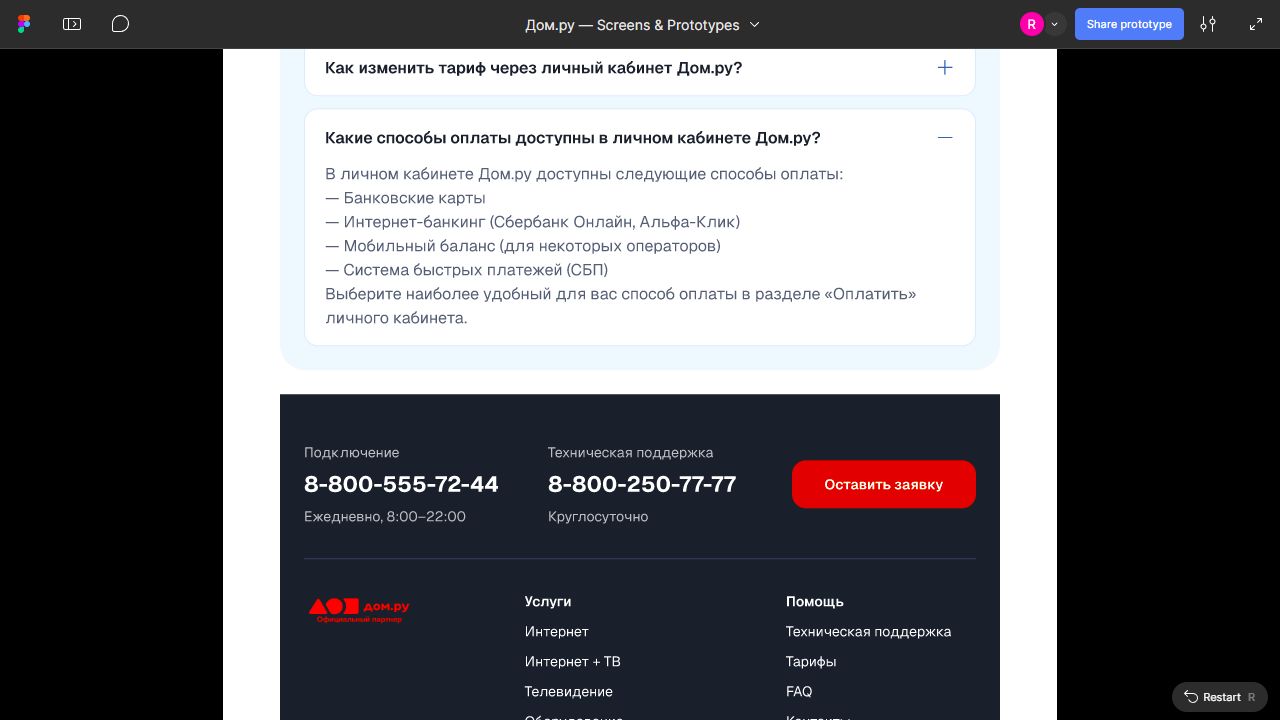 Дом.ру — Screens & Prototypes
R
Share prototype
Как изменить тариф через личный кабинет Дом.ру?
Какие способы оплаты доступны в личном кабинете Дом.ру?
В личном кабинете Дом.ру доступны следующие способы оплаты:
— Банковские карты
— Интернет-банкинг (Сбербанк Онлайн, Альфа-Клик)
— Мобильный баланс (для некоторых операторов)
— Система быстрых платежей (СБП)
Выберите наиболее удобный для вас способ оплаты в разделе «Оплатить»
личного кабинета.
Подключение
8-800-555-72-44
Ежедневно, 8:00–22:00
Техническая поддержка
8-800-250-77-77
Круглосуточно
Оставить заявку
дом.ру
Официальный партнер
Услуги
Интернет
Интернет + ТВ
Телевидение
Оборудование
Помощь
Техническая поддержка
Тарифы
FAQ
Контакты
Restart R